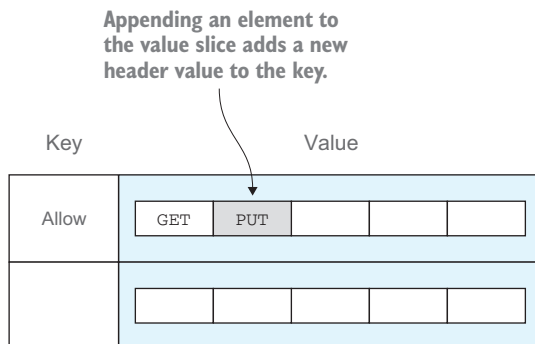 Appending an element to
the value slice adds a new
header value to the key.
Key Value
Allow GET PUT